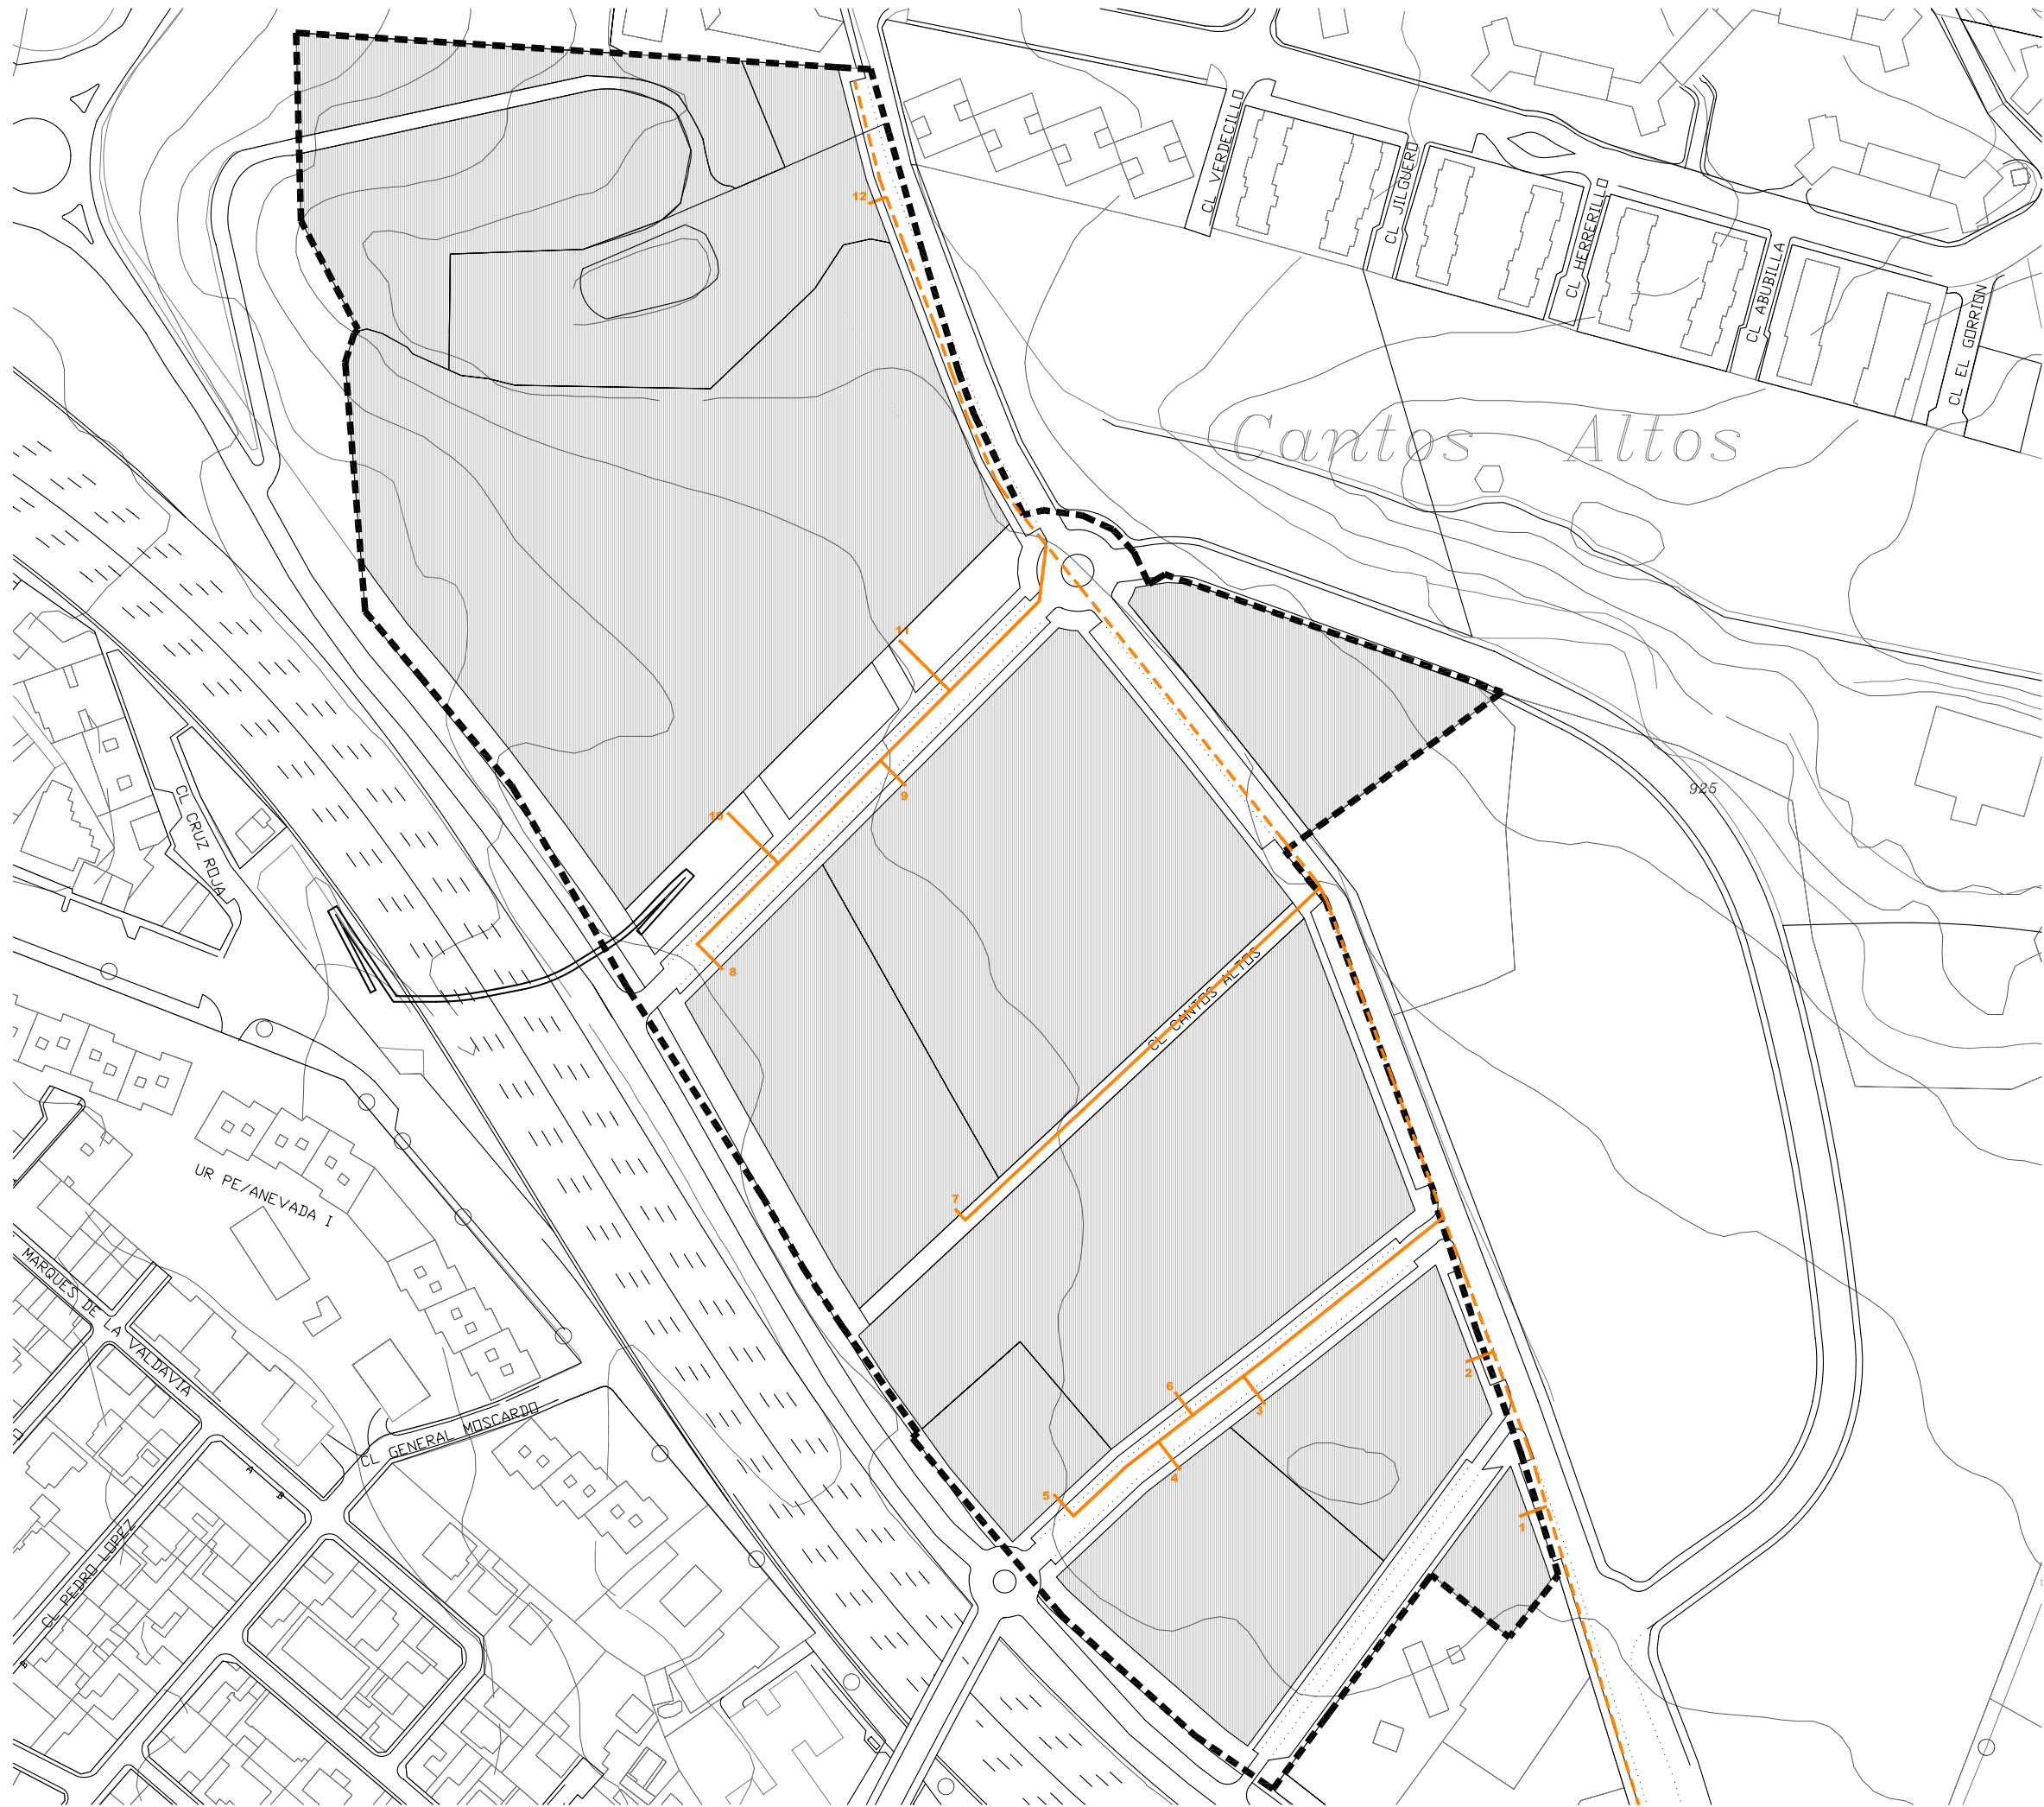 CL VERDECILLO
CL JILGUERO
CL HERRERILLO
CL ABUBILLA
CL EL GORRION
12
Cantos Altos
11
925
10
9
CL CRUZ ROJA
8
CL CANTOS ALTOS
UR PE/ANEVADA I
7
MARQUES DE LA VALDAVIA
2
6
3
CL GENERAL MOSCARDO
4
5
1
A
B
CL PEDRO LOPEZ
B